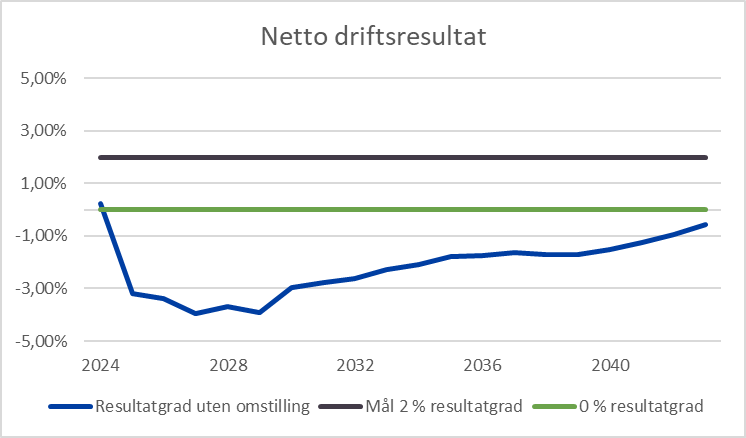 Netto driftsresultat
5,00%
3,00%
1,00%
-1,00%
-3,00%
-5,00%
2024 2028 2032 2036 2040
Resultatgrad uten omstilling Mål 2 % resultatgrad 0 % resultatgrad